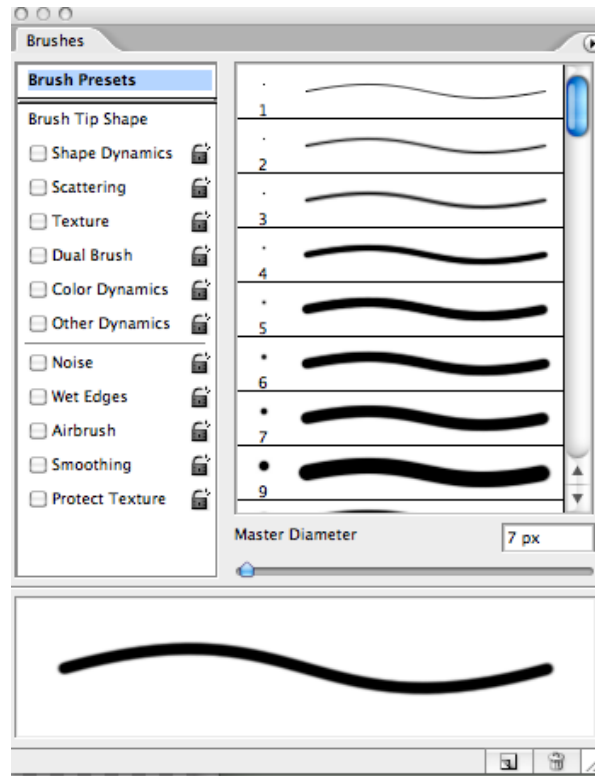 Brushes
Brush Presets
Brush Tip Shape
Shape Dynamics
Scattering
Texture
Dual Brush
Color Dynamics
Other Dynamics
Noise
Wet Edges
Airbrush
Smoothing
Protect Texture
1
2
3
4
5
6
7
9
Master Diameter
7 px